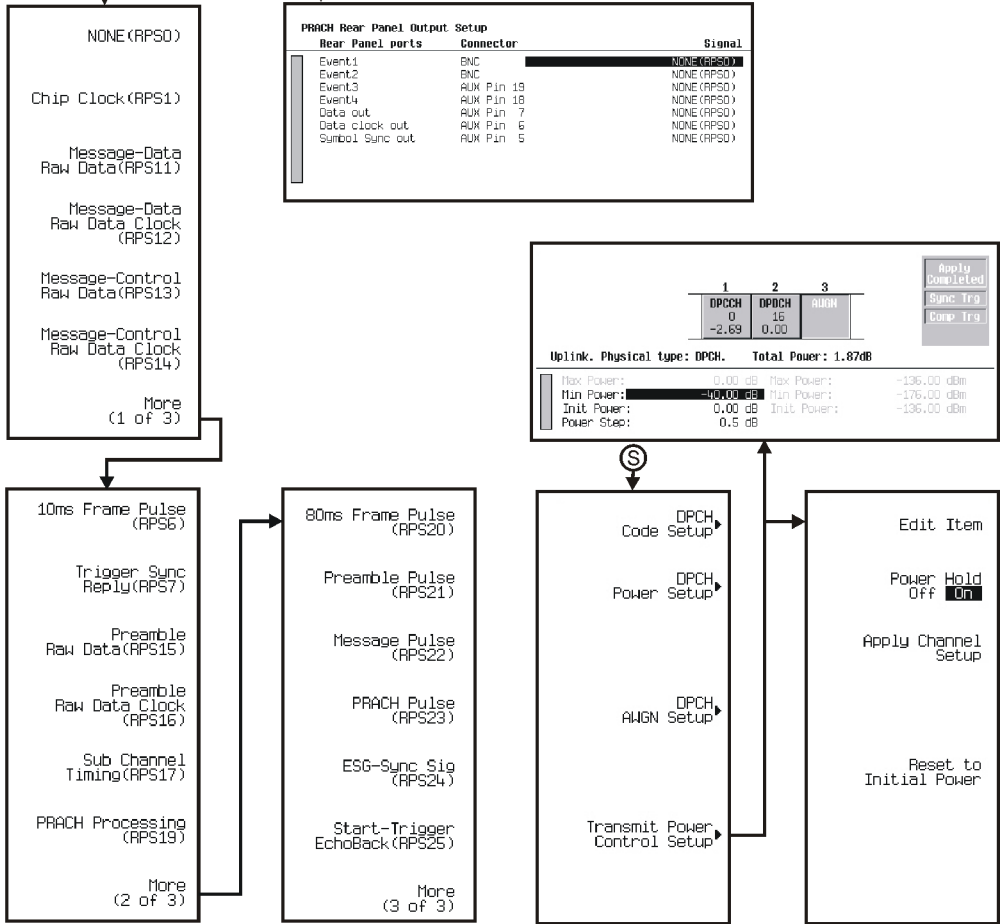 NONE(RPS0)
Chip Clock(RPS1)
Message-Data
Raw Data(RPS11)
Message-Data
Raw Data Clock
(RPS12)
Message-Control
Raw Data(RPS13)
Message-Control
Raw Data Clock
(RPS14)
More
(1 of 3)
PRACH Rear Panel Output Setup
Rear Panel ports Connector Signal
Event1 BNC NONE(RPS0)
Event2 BNC NONE(RPS0)
Event3 AUX Pin 19 NONE(RPS0)
Event4 AUX Pin 18 NONE(RPS0)
Data out AUX Pin 7 NONE(RPS0)
Data clock out AUX Pin 6 NONE(RPS0)
Symbol Sync out AUX Pin 5 NONE(RPS0)
1 2 3
DPCCH DPDCH AWGN
0 16
-2.69 0.00
Apply
Completed
Sync Trg
Comp Trg
Uplink. Physical type: DPCH. Total Power: 1.87dB
Max Power: 0.00 dB Max Power: -136.00 dBm
Min Power: -40.00 dB Min Power: -176.00 dBm
Init Power: 0.00 dB Init Power: -136.00 dBm
Power Step: 0.5 dB
10ms Frame Pulse
(RPS6)
Trigger Sync
Reply(RPS7)
Preamble
Raw Data(RPS15)
Preamble
Raw Data Clock
(RPS16)
Sub Channel
Timing(RPS17)
PRACH Processing
(RPS19)
More
(2 of 3)
80ms Frame Pulse
(RPS20)
Preamble Pulse
(RPS21)
Message Pulse
(RPS22)
PRACH Pulse
(RPS23)
ESG-Sync Sig
(RPS24)
Start-Trigger
EchoBack(RPS25)
More
(3 of 3)
S
DPCH
Code Setup
DPCH
Power Setup
DPCH
AWGN Setup
Transmit Power
Control Setup
Edit Item
Power Hold
Off On
Apply Channel
Setup
Reset to
Initial Power